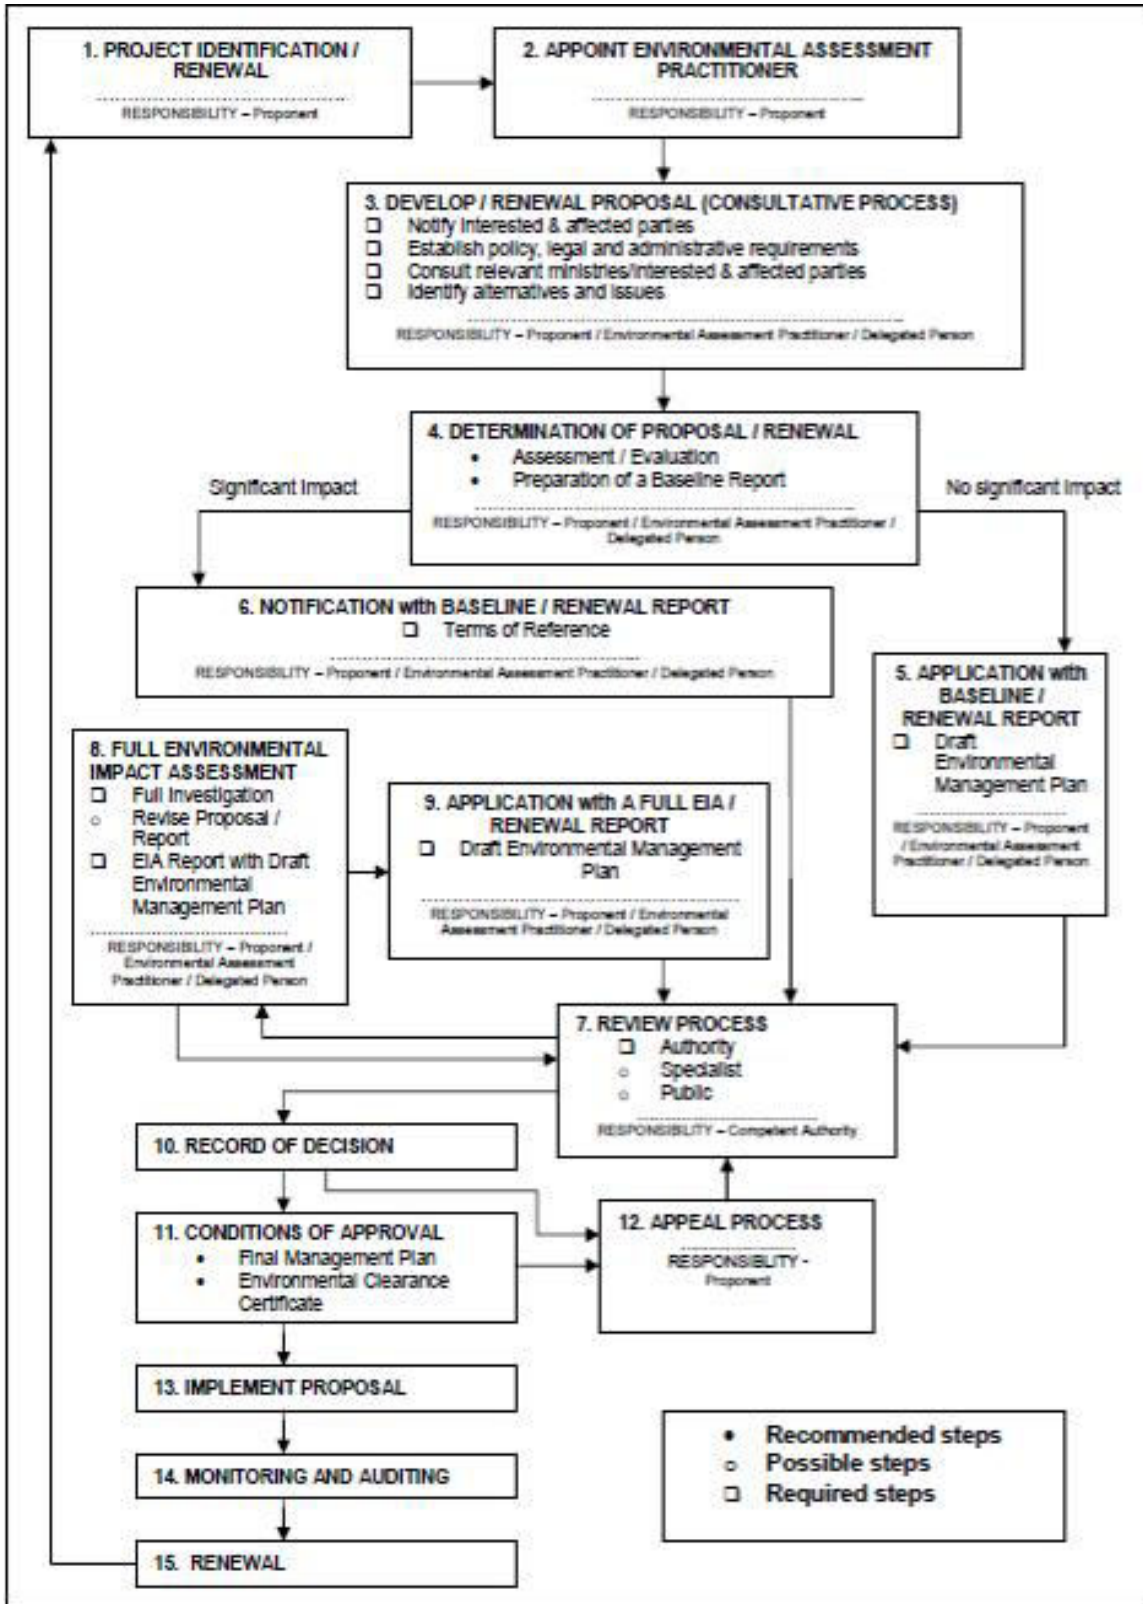 1. PROJECT IDENTIFICATION /
RENEWAL
RESPONSIBILITY – Proponent
2. APPOINT ENVIRONMENTAL ASSESSMENT
PRACTITIONER
RESPONSIBILITY – Proponent
3. DEVELOP / RENEWAL PROPOSAL (CONSULTATIVE PROCESS)
❑ Notify interested & affected parties
❑ Establish policy, legal and administrative requirements
❑ Consult relevant ministries/interested & affected parties
❑ Identify alternatives and issues
RESPONSIBILITY – Proponent / Environmental Assessment Practitioner / Delegated Person
4. DETERMINATION OF PROPOSAL / RENEWAL
• Assessment / Evaluation
• Preparation of a Baseline Report
RESPONSIBILITY – Proponent / Environmental Assessment Practitioner /
Delegated Person
Significant Impact
No significant Impact
6. NOTIFICATION with BASELINE / RENEWAL REPORT
❑ Terms of Reference
RESPONSIBILITY – Proponent / Environmental Assessment Practitioner / Delegated Person
5. APPLICATION with
BASELINE /
RENEWAL REPORT
❑ Draft
Environmental
Management Plan
RESPONSIBILITY – Proponent
/ Environmental Assessment
Practitioner / Delegated Person
8. FULL ENVIRONMENTAL
IMPACT ASSESSMENT
❑ Full Investigation
○ Revise Proposal /
Report
❑ EIA Report with Draft
Environmental
Management Plan
RESPONSIBILITY – Proponent /
Environmental Assessment
Practitioner / Delegated Person
9. APPLICATION with A FULL EIA /
RENEWAL REPORT
❑ Draft Environmental Management
Plan
RESPONSIBILITY – Proponent / Environmental
Assessment Practitioner / Delegated Person
7. REVIEW PROCESS
❑ Authority
○ Specialist
○ Public
RESPONSIBILITY – Competent Authority
10. RECORD OF DECISION
11. CONDITIONS OF APPROVAL
• Final Management Plan
• Environmental Clearance
Certificate
12. APPEAL PROCESS
RESPONSIBLITY -
Proponent
13. IMPLEMENT PROPOSAL
14. MONITORING AND AUDITING
15. RENEWAL
• Recommended steps
○ Possible steps
❑ Required steps